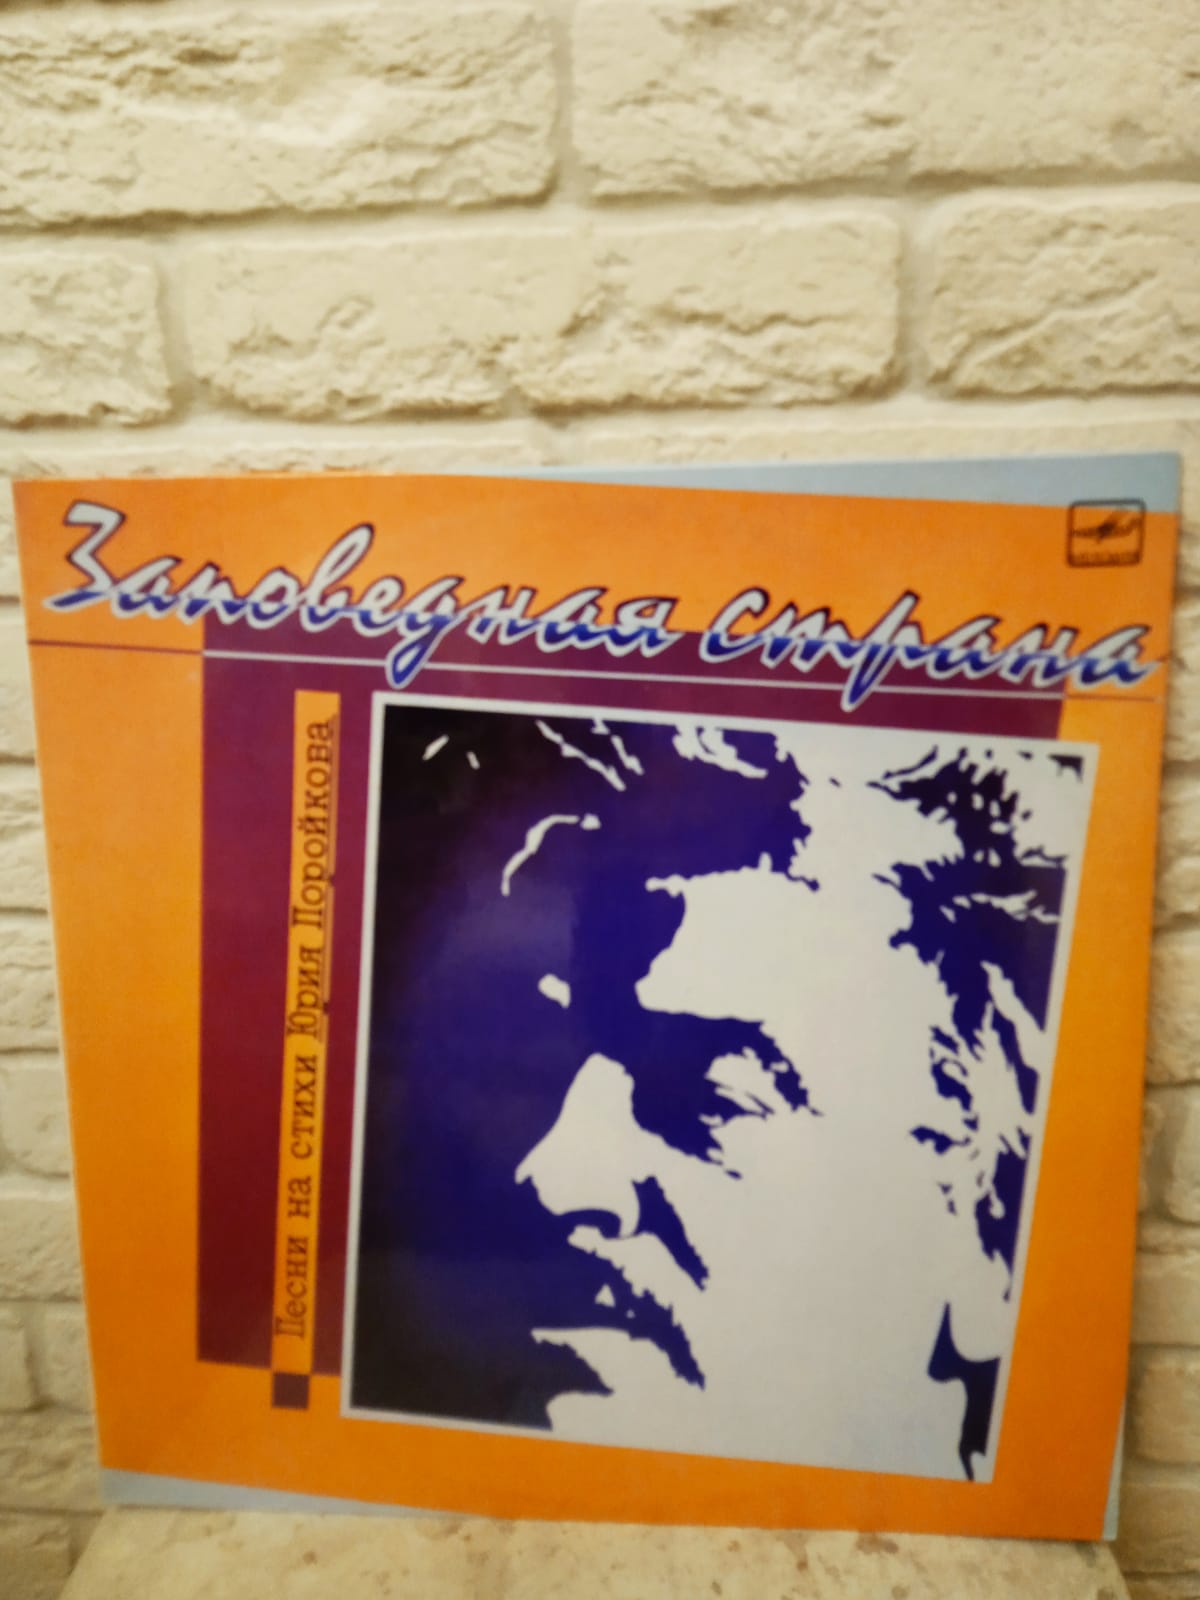 Заповедная страна
Песни на стихи Юрия Поройкова